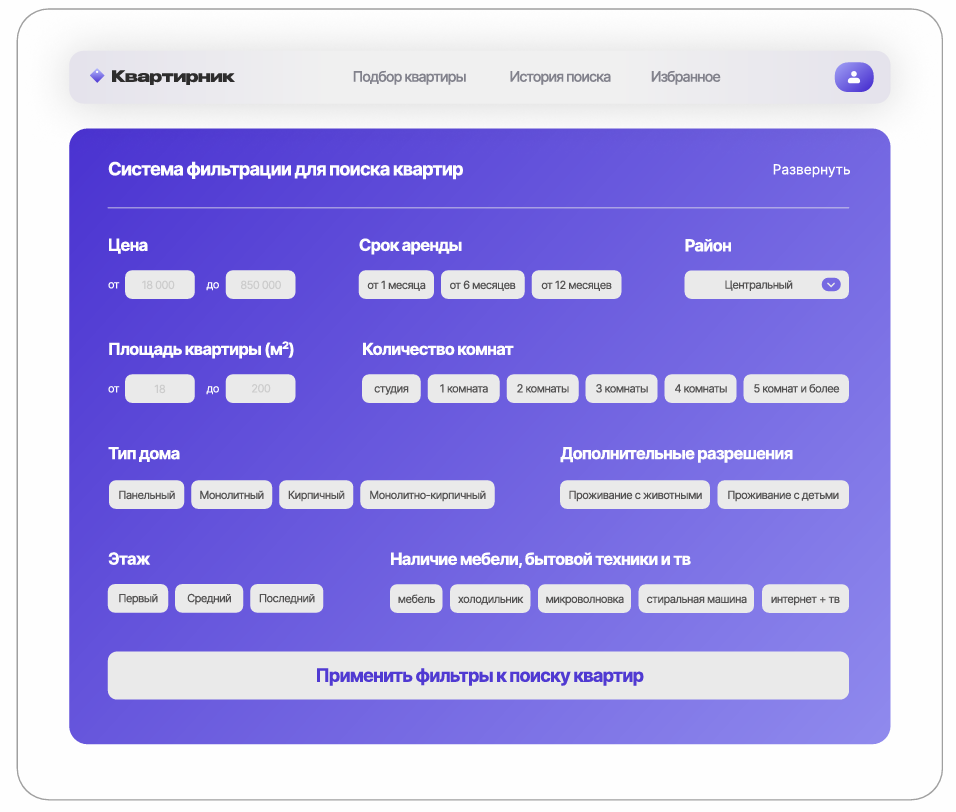 Квартирник
Подбор квартиры История поиска Избранное
Система фильтрации для поиска квартир
Развернуть
Цена
от 18 000 до 850 000
Срок аренды
от 1 месяца от 6 месяцев от 12 месяцев
Район
Центральный
Площадь квартиры (м²)
от 18 до 200
Количество комнат
студия 1 комната 2 комнаты 3 комнаты 4 комнаты 5 комнат и более
Тип дома
Панельный Монолитный Кирпичный Монолитно-кирпичный
Дополнительные разрешения
Проживание с животными Проживание с детьми
Этаж
Первый Средний Последний
Наличие мебели, бытовой техники и тв
мебель холодильник микроволновка стиральная машина интернет + тв
Применить фильтры к поиску квартир